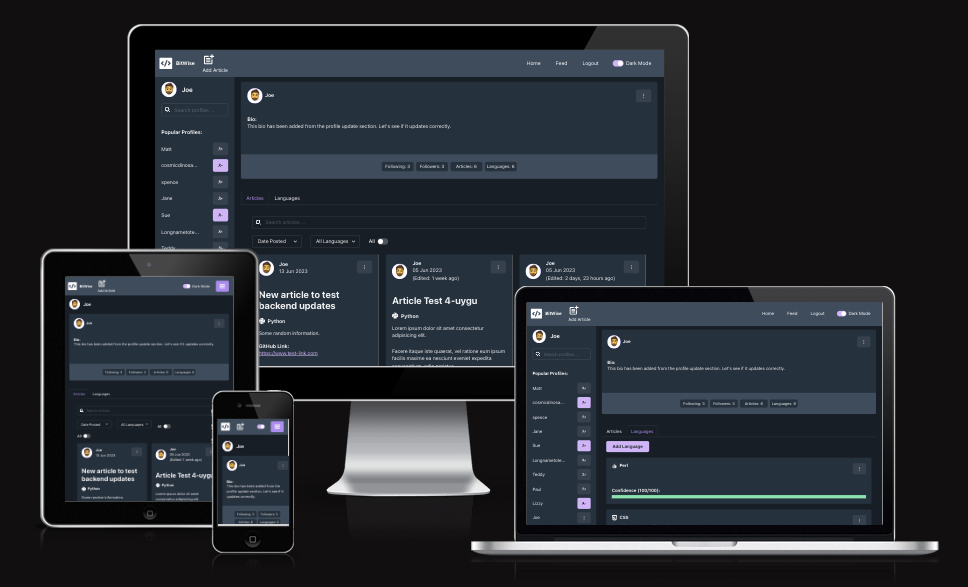 BitWise
Add Article
Home Feed Logout Dark Mode
Joe
Search profiles ...
Popular Profiles:
Matt
cosmicdinosa...
spence
Jane
Sue
Longnametote...
Teddy
Joe
Bio:
This bio has been added from the profile update section. Let's see if it updates correctly.
Following: 3 Followers: 3 Articles: 6 Languages: 6
Articles Languages
Search articles ...
Date Posted All Languages All
Joe
13 Jun 2023
New article to test
backend updates
Python
Some random information.
GitHub Link:
https://www.test-link.com
Joe
05 Jun 2023
(Edited: 1 week ago)
Article Test 4-uygu
Python
Lorem ipsum dolor sit amet consectetur
adipisicing elit.
Facere itaque iste quaerat, vel ratione eum ipsum
facilis maxime ea nesciunt eveniet expedita
Joe
05 Jun 2023
(Edited: 2 days, 23 hours ago)
BitWise
Dark Mode
Joe
Joe
Bio:
This bio has been added from the profile update section. Let's see if it updates correctly.
Following: 3 Followers: 3 Articles: 6 Languages: 6
Articles Languages
Search articles
Date Posted All Languages All
All
Joe
13 Jun 2023
New article to test
backend updates
Python
Some random information.
Joe
05 Jun 2023
(Edited: 1 week ago)
Article Test 4-uygu
Python
Lorem ipsum dolor sit amet
consectetur adipisicing elit.
Joe
Joe
Bio:
This bio has been added from the
profile update section. Let's see if it
updates correctly.
Following: 3 Followers: 3
Articles: 6 Languages: 6
BitWise
Add Article
Home Feed Logout Dark Mode
Joe
Search profiles ...
Popular Profiles:
Matt
cosmicdinosa...
spence
Jane
Sue
Longnametote...
Teddy
Paul
Lizzy
Joe
Joe
Bio:
This bio has been added from the profile update section. Let's see if it updates correctly.
Following: 3 Followers: 3 Articles: 6 Languages: 6
Articles Languages
Add Language
Perl
Confidence (100/100):
CSS